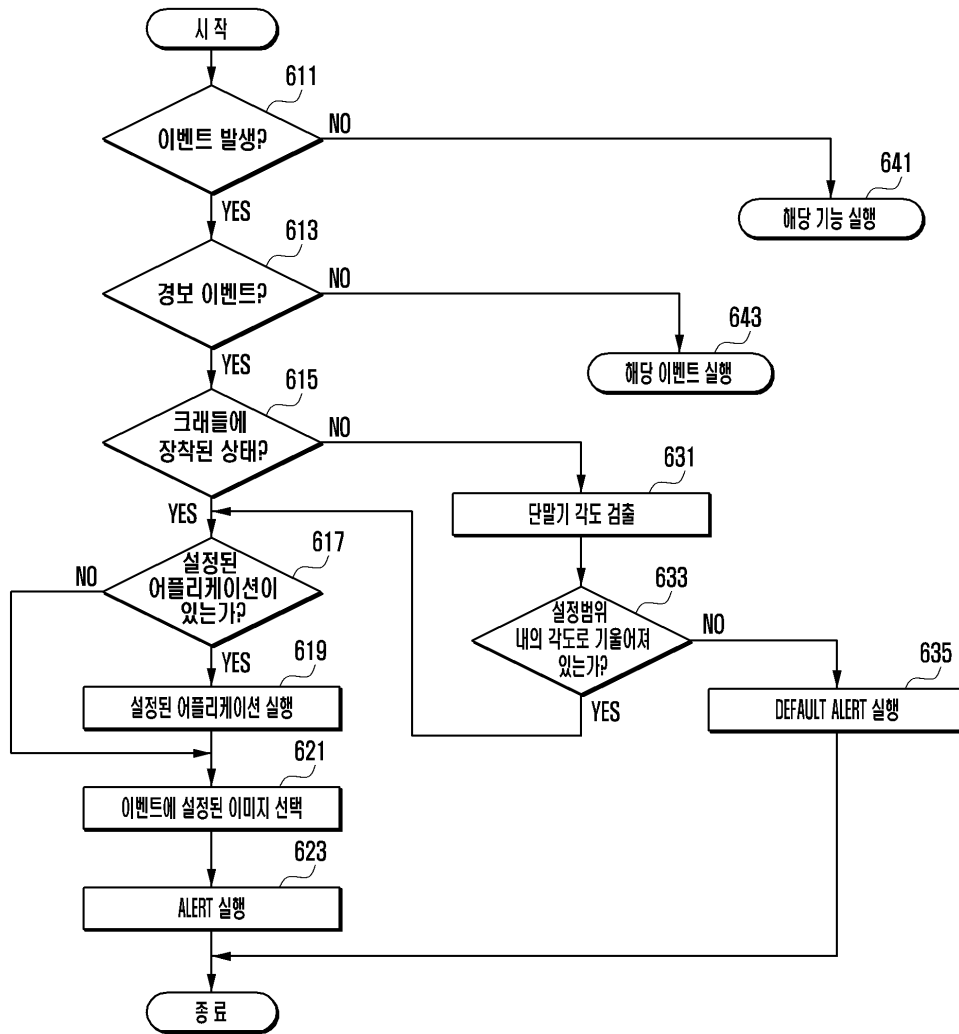 시 작
611
이벤트 발생?
NO
641
해당 기능 실행
YES
613
경보 이벤트?
NO
643
해당 이벤트 실행
YES
615
크래들에
장착된 상태?
NO
631
단말기 각도 검출
YES
617
설정된
어플리케이션이
있는가?
NO
633
설정범위
내의 각도로 기울어져
있는가?
NO
YES
619
설정된 어플리케이션 실행
YES
635
DEFAULT ALERT 실행
621
이벤트에 설정된 이미지 선택
623
ALERT 실행
종 료